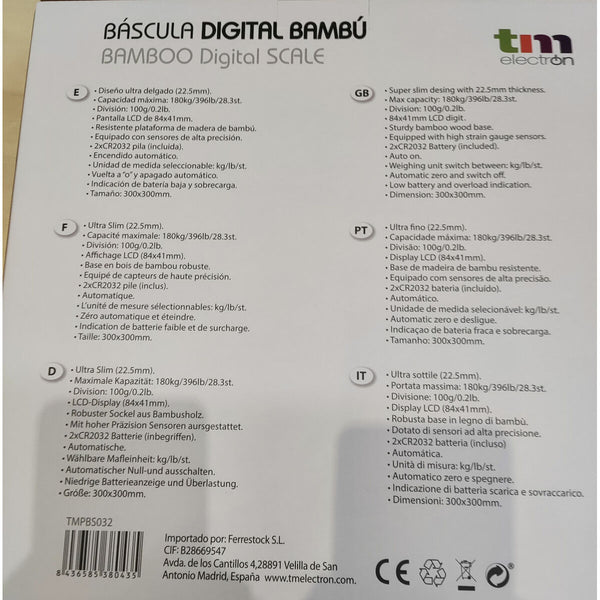 BÁSCULA DIGITAL BAMBÚ
BAMBOO Digital SCALE
tm
electron
E
• Diseño ultra delgado (22.5mm).
• Capacidad máxima: 180kg/396lb/28.3st.
• División: 100g/0.2lb.
• Pantalla LCD de 84x41mm.
• Resistente plataforma de madera de bambú.
• Equipado con sensores de alta precisión.
• 2xCR2032 pila (incluida).
• Encendido automático.
• Unidad de medida seleccionable: kg/lb/st.
• Vuelta a "o" y apagado automático.
• Indicación de bateria baja y sobrecarga.
• Tamaño: 300x300mm.
GB
• Super slim desing with 22.5mm thickness.
• Max capacity: 180kg/396lb/28.3st.
• Division: 100g/0.2lb.
• 84x41mm LCD digit.
• Sturdy bamboo wood base.
• Equipped with high strain gauge sensors.
• 2xCR2032 Battery (included).
• Auto on.
• Weighing unit switch between: kg/lb/st.
• Automatic zero and switch off.
• Low battery and overload indication.
• Dimension: 300x300mm.
F
• Ultra Slim (22.5mm).
• Capacité maximale: 180kg/396lb/28.3st.
• División: 100g/0.2lb.
• Affichage LCD (84x41mm).
• Base en bois de bambou robuste.
• Equipé de capteurs de haute précision.
• 2xCR2032 pile (inclus).
• Automatique.
• L'unité de mesure sélectionnables: kg/lb/st.
• Zéro automatique et éteindre.
• Indication de batterie faible et de surcharge.
• Taille: 300x300mm.
PT
• Ultra fino (22.5mm).
• Capacidade máxima: 180kg/396lb/28.3st.
• Divisão: 100g/0.2lb.
• Display LCD (84x41mm).
• Base de madeira de bambu resistente.
• Equipado com sensores de alta precisão.
• 2xCR2032 bateria (incluído).
• Automático.
• Unidade de medida selecionável: kg/lb/st.
• Automatic zero e desligue.
• Indicaçao de bateria fraca e sobrecarga.
• Tamanho: 300x300mm.
D
• Ultra Slim (22.5mm).
• Maximale Kapazität: 180kg/396lb/28.3st.
• Division: 100g/0.2lb.
• LCD-Display (84x41mm).
• Robuster Sockel aus Bambusholz.
• Mit hoher Präzision Sensoren ausgestattet.
• 2xCR2032 Batterie (inbegriffen).
• Automatische.
• Wählbare Mafleinheit: kg/lb/st.
• Automatischer Null-und ausschalten.
• Niedrige Batterieanzeige und Überlastung.
• Größe: 300x300mm.
IT
• Ultra sottile (22.5mm).
• Portata massima: 180kg/396lb/28.3st.
• Divisione: 100g/0.2lb.
• Display LCD (84x41mm).
• Robusta base in legno di bambù.
• Dotato di sensori ad alta precisione.
• 2xCR2032 batteria (incluso)
• Automática.
• Unità di misura: kg/lb/st.
• Automatico zero e spegnere.
• Indicazione di batteria scarica e sovraccarico.
• Dimensioni: 300x300mm.
TMPBS032
8 436585 380435
Importado por: Ferrestock S.L.
CIF: B28669547
Avda. de los Cantillos 4,28891 Velilla de San
Antonio Madrid, España www.tmelectron.com
CE